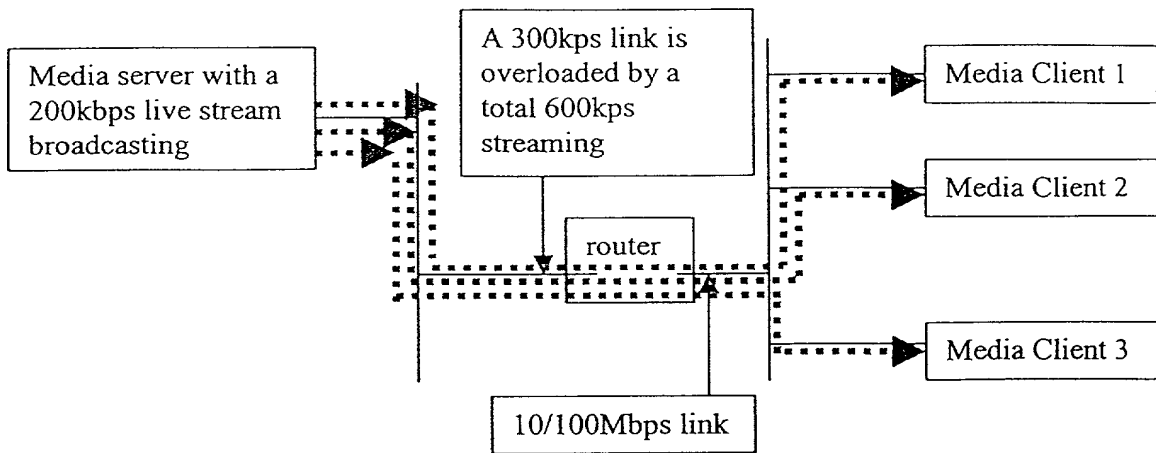 Media server with a
200kbps live stream
broadcasting
A 300kps link is
overloaded by a
total 600kps
streaming
Media Client 1
Media Client 2
router
Media Client 3
10/100Mbps link